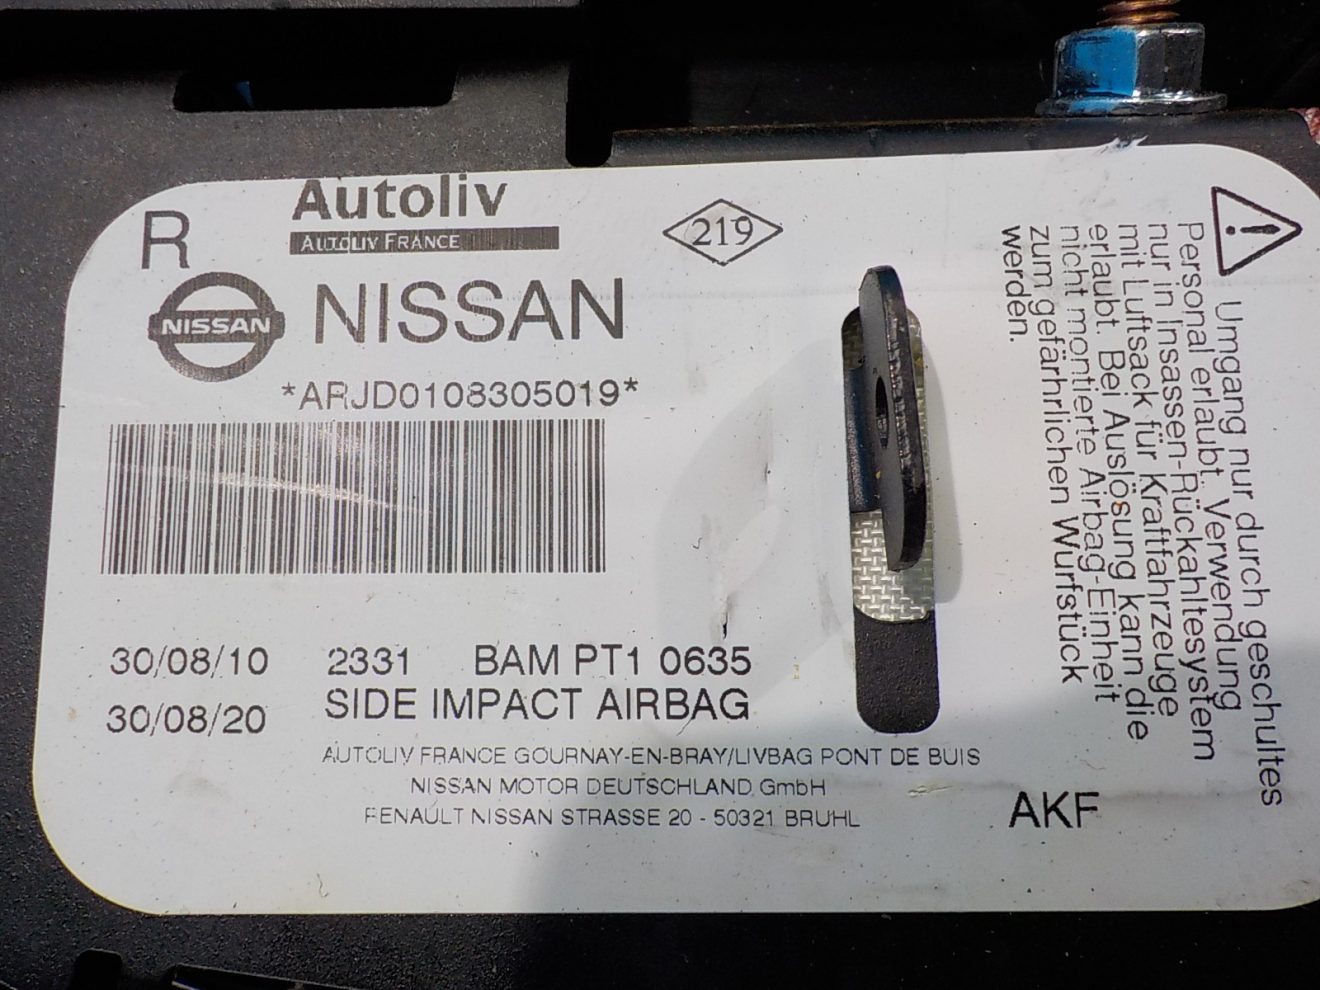 R
Autoliv
AUTOLIV FRANCE
219
NISSAN
NISSAN
*ARJD0108305019*
30/08/10 2331 BAM PT1 0635
30/08/20 SIDE IMPACT AIRBAG
AUTOLIV FRANCE GOURNAY-EN-BRAY/LIVBAG PONT DE BUIS
NISSAN MOTOR DEUTSCHLAND GmbH
RENAULT NISSAN STRASSE 20 - 50321 BRUHL
AKF
!
Umgang nur durch geschultes
Personal erlaubt. Verwendung
nur in Insassen-Rückahltesystem
mit Luftsack für Kraftfahrzeuge
erlaubt. Bei Auslösung kann die
nicht montierte Airbag-Einheit
zum gefährlichen Wurfstück
werden.